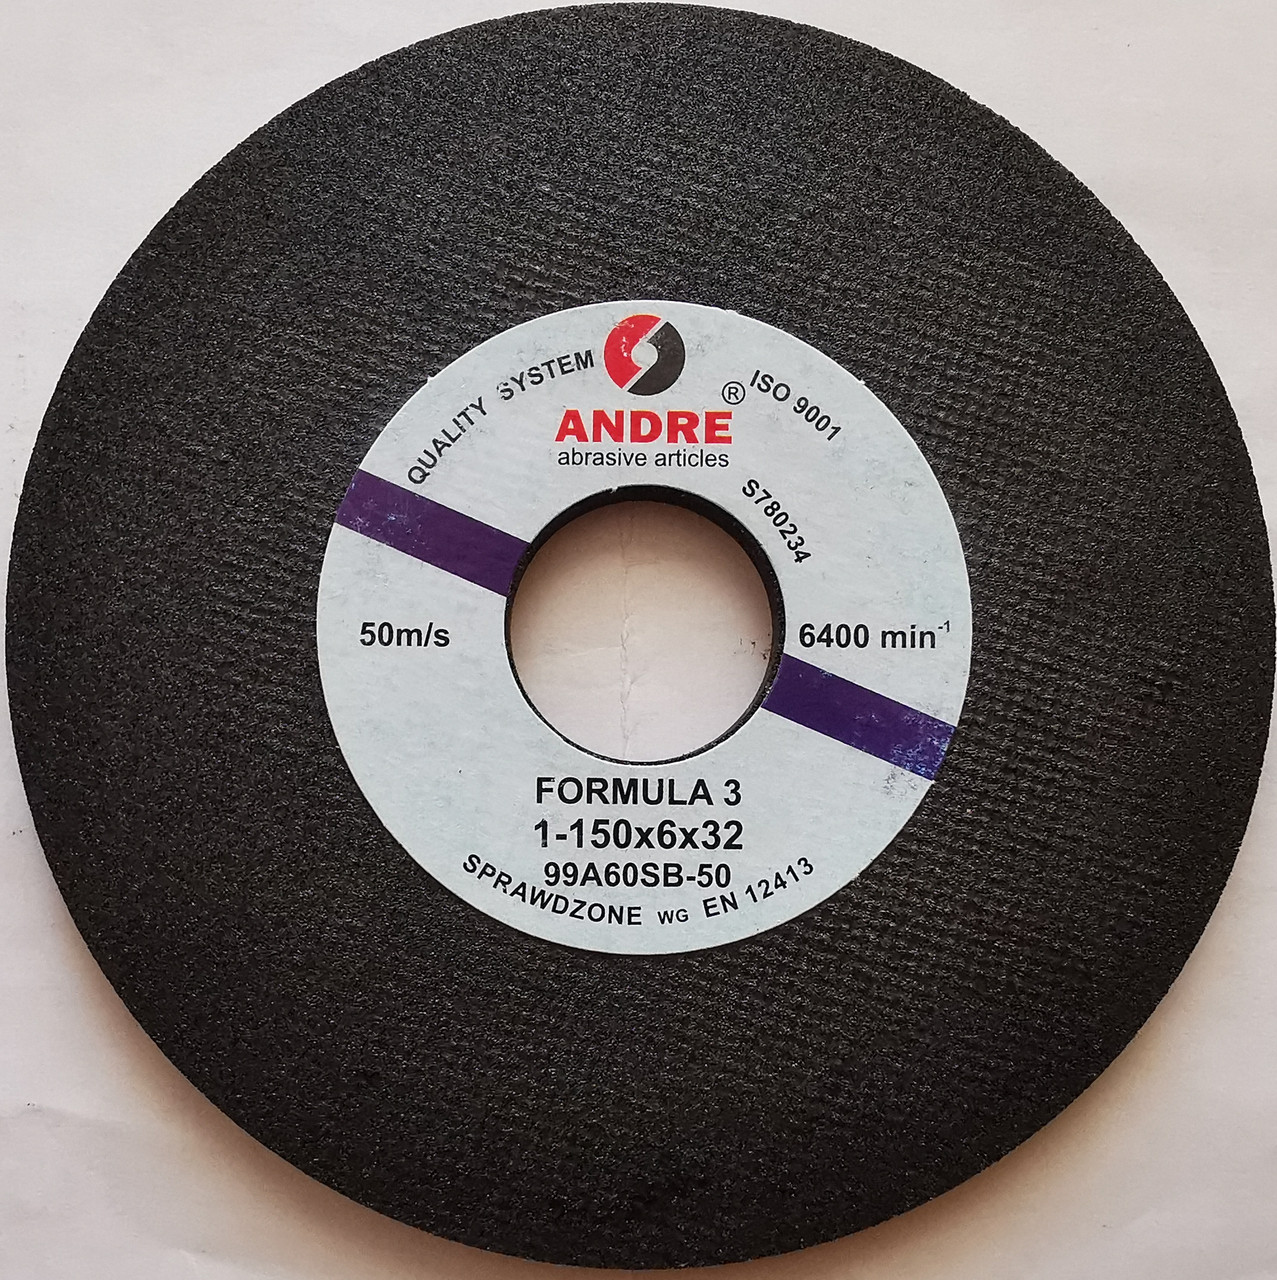 QUALITY SYSTEM
ISO 9001
ANDRE®
abrasive articles
S780234
50m/s
6400 min⁻¹
FORMULA 3
1-150x6x32
99A60SB-50
SPRAWDZONE WG EN 12413